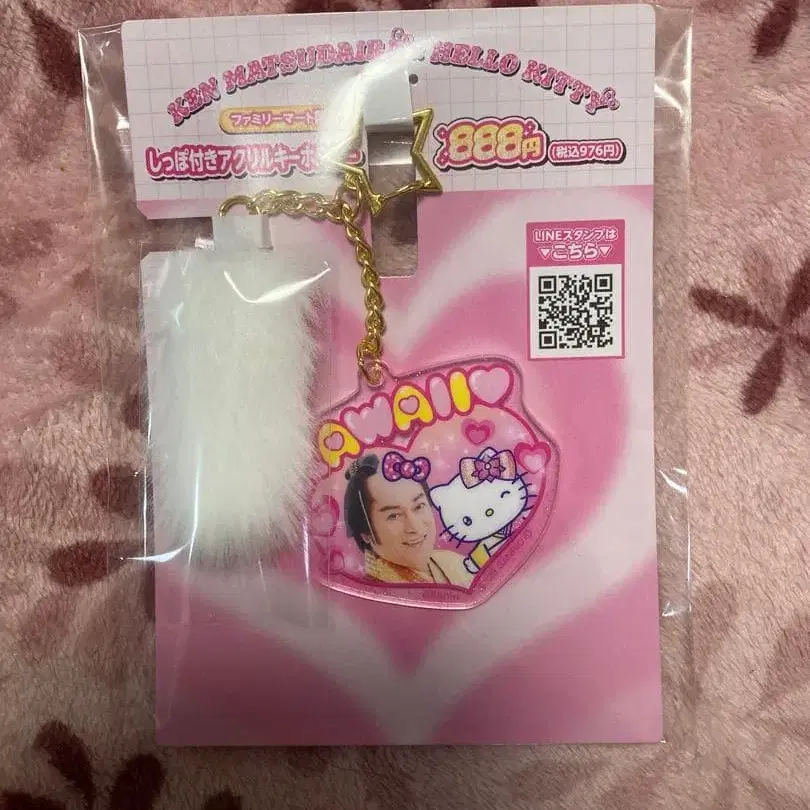 KEN MATSUDAIRA HELLO KITTY
ファミリーマート
しっぽ付きアクリルキーホ
888円(税込976円)
LINEスタンプは
▼こちら▼
AWAII